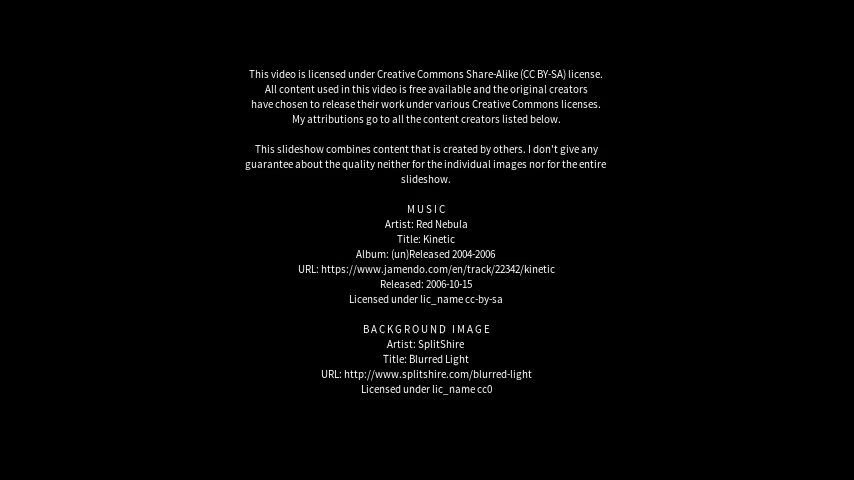 This video is licensed under Creative Commons Share-Alike (CC BY-SA) license.
All content used in this video is free available and the original creators
have chosen to release their work under various Creative Commons licenses.
My attributions go to all the content creators listed below.
This slideshow combines content that is created by others. I don't give any
guarantee about the quality neither for the individual images nor for the entire
slideshow.
MUSIC
Artist: Red Nebula
Title: Kinetic
Album: (un)Released 2004-2006
URL: https://www.jamendo.com/en/track/22342/kinetic
Released: 2006-10-15
Licensed under lic_name cc-by-sa
BACKGROUND IMAGE
Artist: SplitShire
Title: Blurred Light
URL: http://www.splitshire.com/blurred-light
Licensed under lic_name cc0